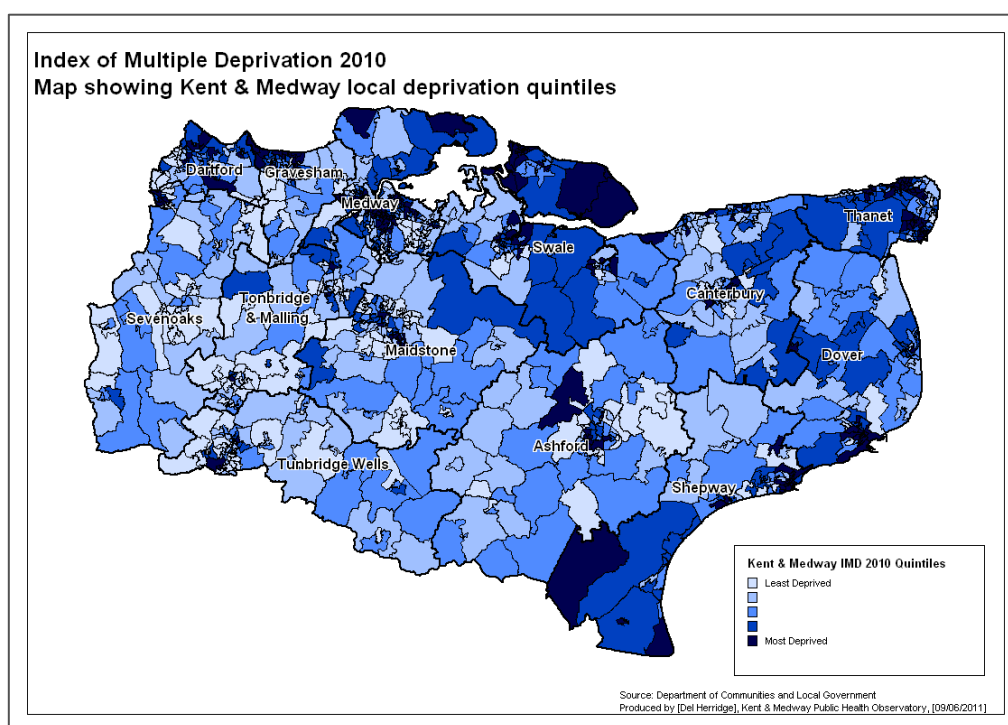 Index of Multiple Deprivation 2010
Map showing Kent & Medway local deprivation quintiles
Dartford
Gravesham
Medway
Thanet
Swale
Canterbury
Tonbridge
& Malling
Sevenoaks
Maidstone
Dover
Ashford
Tunbridge Wells
Shepway
Kent & Medway IMD 2010 Quintiles
Least Deprived
Most Deprived
Source: Department of Communities and Local Government
Produced by [Del Herridge], Kent & Medway Public Health Observatory, [09/06/2011]